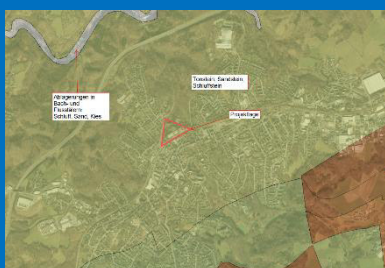 Tonstein, Sandstein,
Schluffstein
Ablagerungen in
Bach- und
Flusstälern
Schluff, Sand, Kies
Projektlage